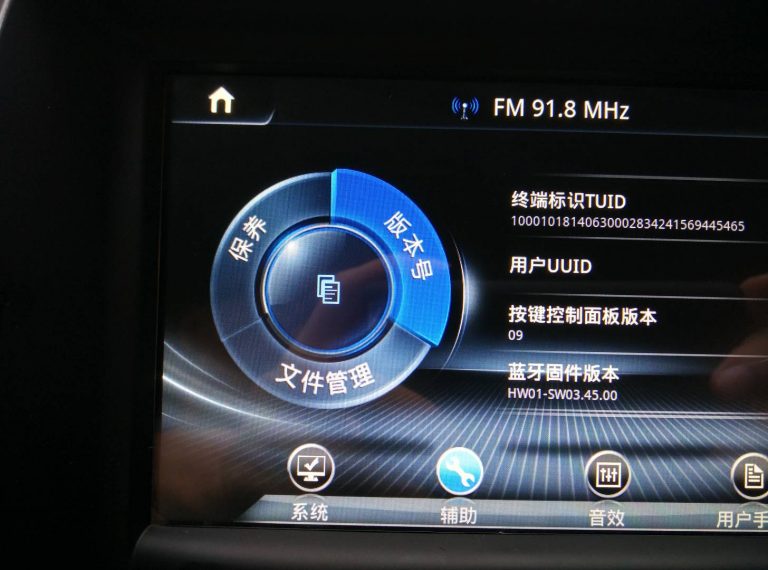 FM 91.8 MHz
保养
版本号
文件管理
终端标识TUID
10001018140630002834241569445465
用户UUID
按键控制面板版本
09
蓝牙固件版本
HW01-SW03.45.00
系统
辅助
音效
用户手